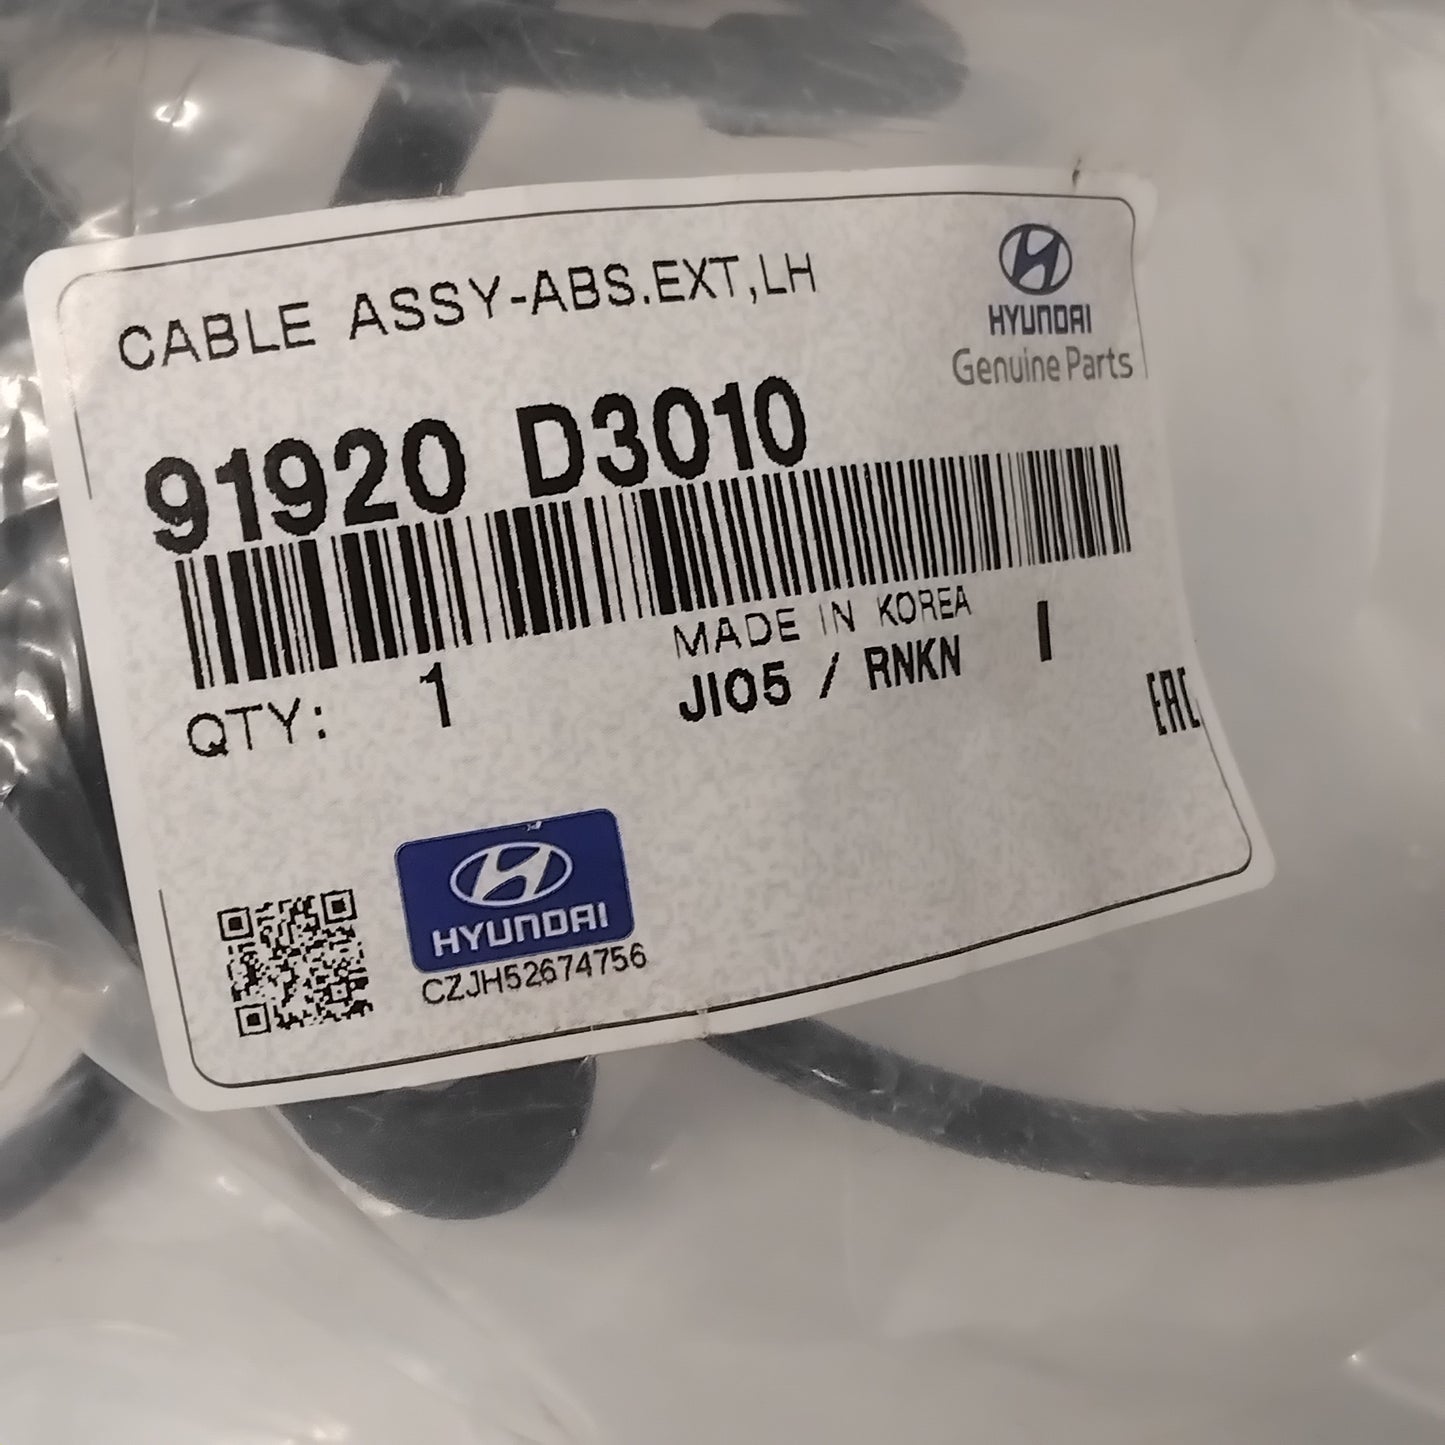 CABLE ASSY-ABS.EXT,LH
HYUNDAI
Genuine Parts
91920 D3010
MADE IN KOREA
QTY: 1
JI05 / RNKN I
EAC
HYUNDAI
CZJH52674756